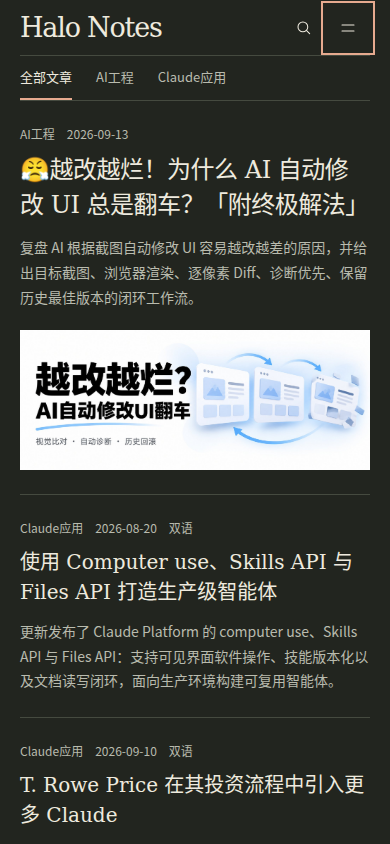 Halo Notes
全部文章 AI工程 Claude应用
AI工程 2026-09-13
😤越改越烂！为什么 AI 自动修
改 UI 总是翻车？「附终极解法」
复盘 AI 根据截图自动修改 UI 容易越改越差的原因，并给
出目标截图、浏览器渲染、逐像素 Diff、诊断优先、保留
历史最佳版本的闭环工作流。
越改越烂?
AI自动修改UI翻车
视觉比对 · 自动诊断 · 历史回滚
Claude应用 2026-08-20 双语
使用 Computer use、Skills API 与
Files API 打造生产级智能体
更新发布了 Claude Platform 的 computer use、Skills
API 与 Files API：支持可见界面软件操作、技能版本化以
及文档读写闭环，面向生产环境构建可复用智能体。
Claude应用 2026-09-10 双语
T. Rowe Price 在其投资流程中引入更
多 Claude